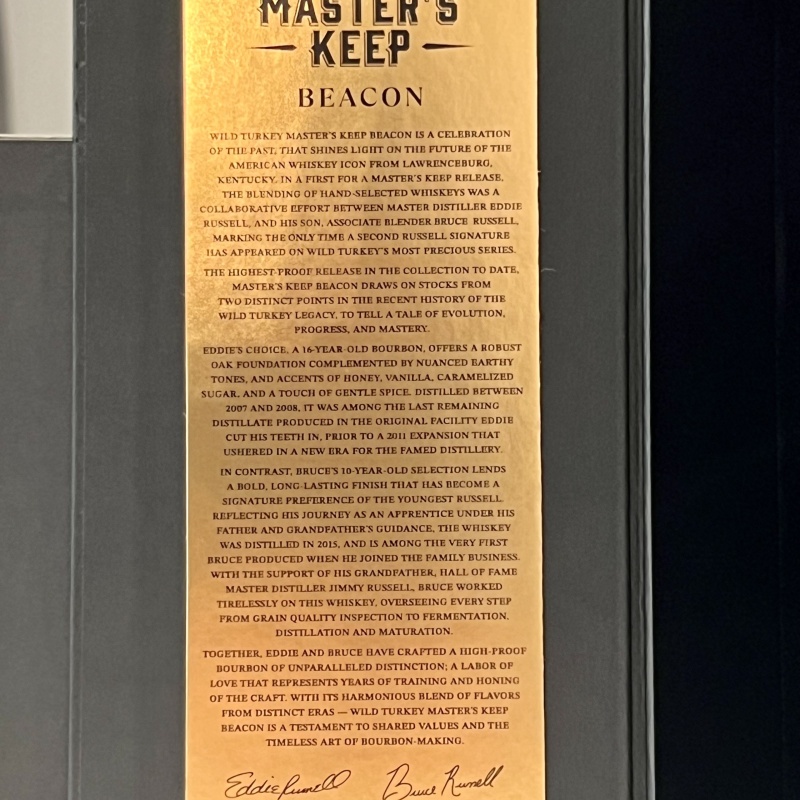 MASTER'S
KEEP
BEACON
WILD TURKEY MASTER'S KEEP BEACON IS A CELEBRATION
OF THE PAST, THAT SHINES LIGHT ON THE FUTURE OF THE
AMERICAN WHISKEY ICON FROM LAWRENCEBURG,
KENTUCKY. IN A FIRST FOR A MASTER'S KEEP RELEASE,
THE BLENDING OF HAND-SELECTED WHISKEYS WAS A
COLLABORATIVE EFFORT BETWEEN MASTER DISTILLER EDDIE
RUSSELL, AND HIS SON, ASSOCIATE BLENDER BRUCE RUSSELL,
MARKING THE ONLY TIME A SECOND RUSSELL SIGNATURE
HAS APPEARED ON WILD TURKEY'S MOST PRECIOUS SERIES.
THE HIGHEST-PROOF RELEASE IN THE COLLECTION TO DATE,
MASTER'S KEEP BEACON DRAWS ON STOCKS FROM
TWO DISTINCT POINTS IN THE RECENT HISTORY OF THE
WILD TURKEY LEGACY, TO TELL A TALE OF EVOLUTION,
PROGRESS, AND MASTERY.
EDDIE'S CHOICE, A 16-YEAR-OLD BOURBON, OFFERS A ROBUST
OAK FOUNDATION COMPLEMENTED BY NUANCED EARTHY
TONES, AND ACCENTS OF HONEY, VANILLA, CARAMELIZED
SUGAR, AND A TOUCH OF GENTLE SPICE. DISTILLED BETWEEN
2007 AND 2008, IT WAS AMONG THE LAST REMAINING
DISTILLATE PRODUCED IN THE ORIGINAL FACILITY EDDIE
CUT HIS TEETH IN, PRIOR TO A 2011 EXPANSION THAT
USHERED IN A NEW ERA FOR THE FAMED DISTILLERY.
IN CONTRAST, BRUCE'S 10-YEAR-OLD SELECTION LENDS
A BOLD, LONG-LASTING FINISH THAT HAS BECOME A
SIGNATURE PREFERENCE OF THE YOUNGEST RUSSELL.
REFLECTING HIS JOURNEY AS AN APPRENTICE UNDER HIS
FATHER AND GRANDFATHER'S GUIDANCE, THE WHISKEY
WAS DISTILLED IN 2015, AND IS AMONG THE VERY FIRST
BRUCE PRODUCED WHEN HE JOINED THE FAMILY BUSINESS.
WITH THE SUPPORT OF HIS GRANDFATHER, HALL OF FAME
MASTER DISTILLER JIMMY RUSSELL, BRUCE WORKED
TIRELESSLY ON THIS WHISKEY, OVERSEEING EVERY STEP
FROM GRAIN QUALITY INSPECTION TO FERMENTATION,
DISTILLATION AND MATURATION.
TOGETHER, EDDIE AND BRUCE HAVE CRAFTED A HIGH-PROOF
BOURBON OF UNPARALLELED DISTINCTION; A LABOR OF
LOVE THAT REPRESENTS YEARS OF TRAINING AND HONING
OF THE CRAFT. WITH ITS HARMONIOUS BLEND OF FLAVORS
FROM DISTINCT ERAS — WILD TURKEY MASTER'S KEEP
BEACON IS A TESTAMENT TO SHARED VALUES AND THE
TIMELESS ART OF BOURBON-MAKING.
Eddie Russell Bruce Russell